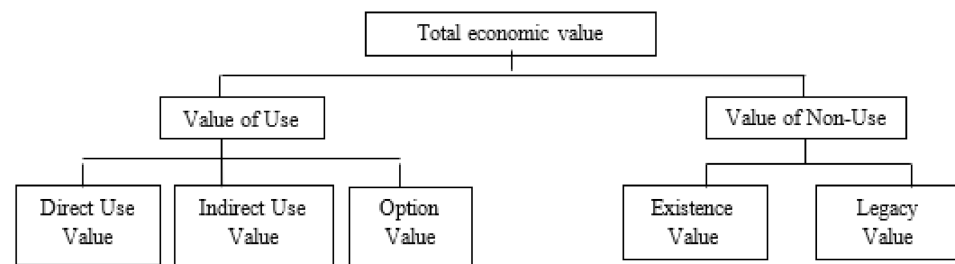 Total economic value
Value of Use
Value of Non-Use
Direct Use
Value
Indirect Use
Value
Option
Value
Existence
Value
Legacy
Value